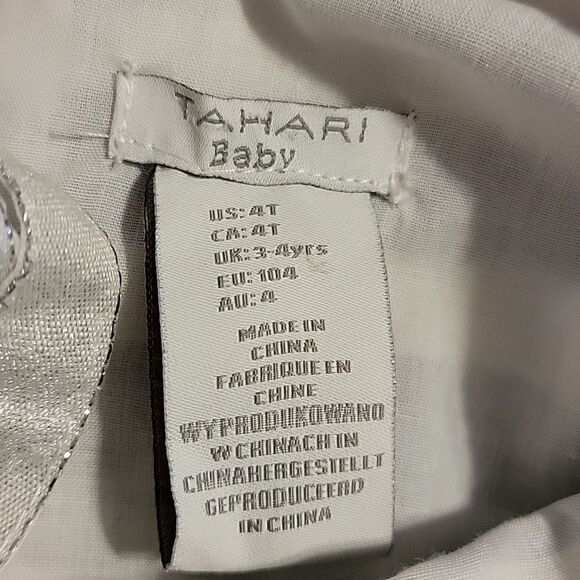 TAHARI
Baby
US: 4T
CA: 4T
UK: 3-4yrs
EU: 104
AU: 4
MADE IN
CHINA
FABRIQUE EN
CHINE
WYPRODUKOWANO
W CHINACH IN
CHINAHERGESTELLT
GEPRODUCEERD
IN CHINA